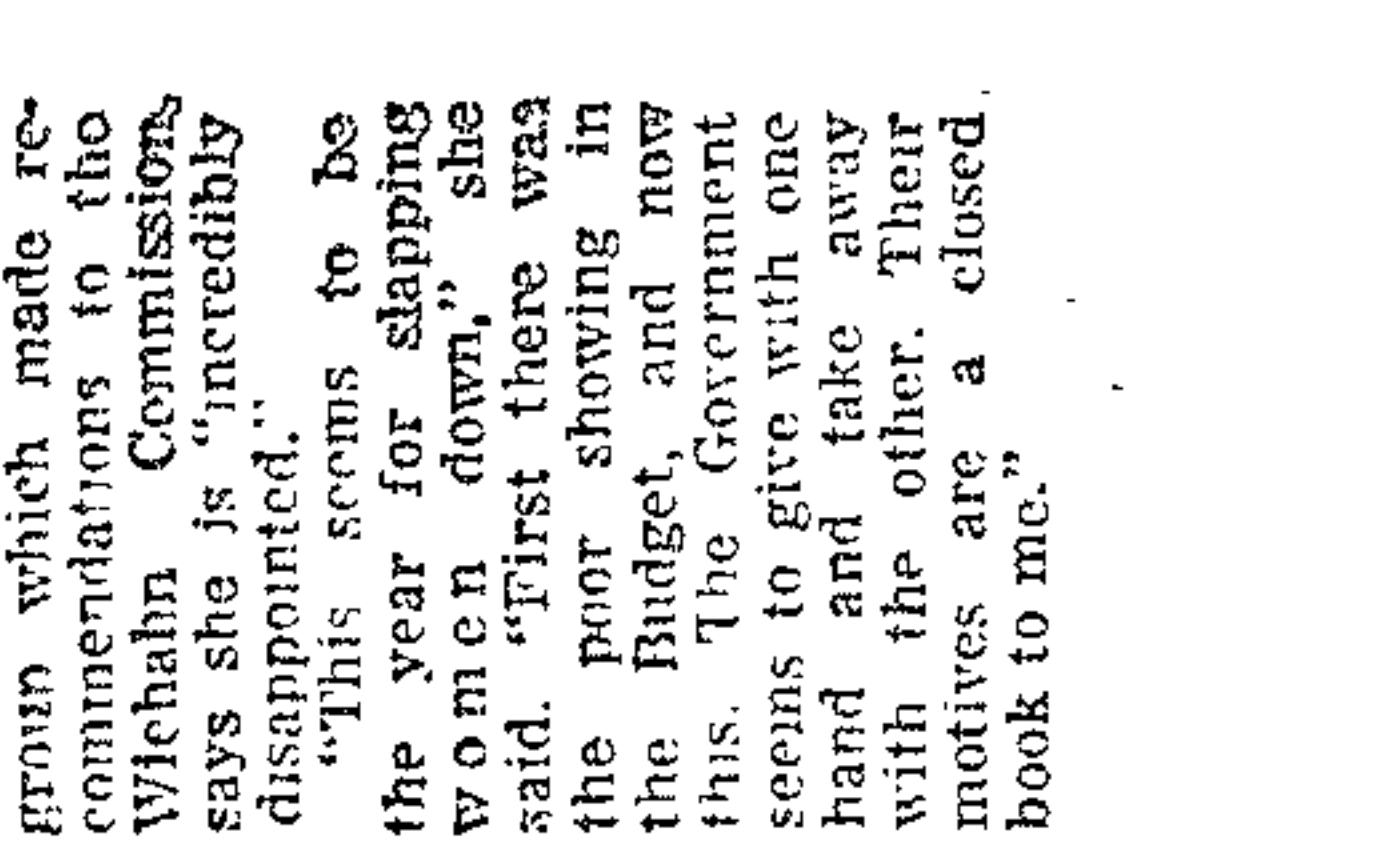 group which made re-
commendations to the
Wichahn Commission,
says she is "incredibly
disappointed."
"This seems to be
the year for slapping
women down," she
said. "First there was
the poor showing in
the Budget, and now
this. The Government
seems to give with one
hand and take away
with the other. Their
motives are a closed
book to me."